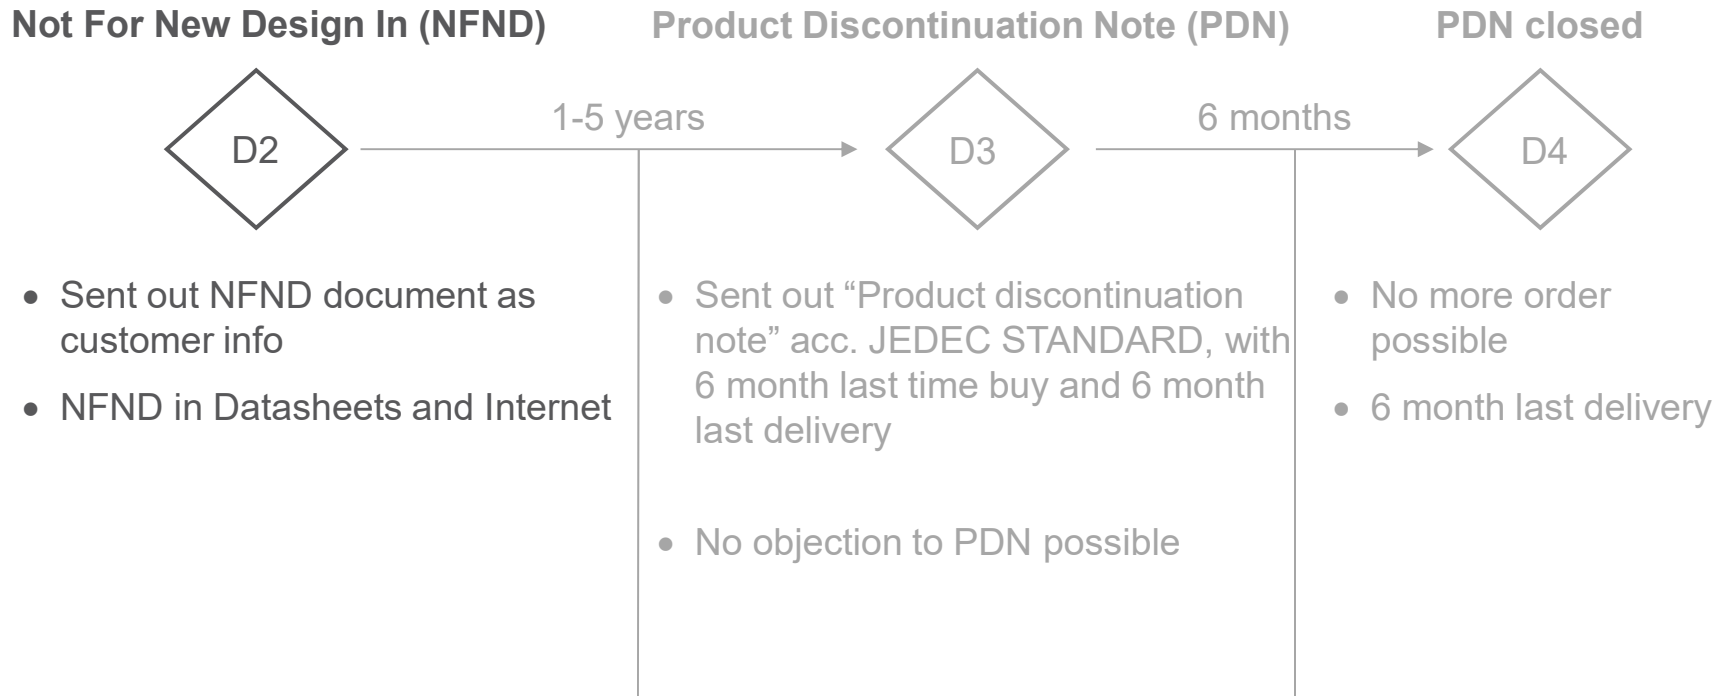 Not For New Design In (NFND)
Product Discontinuation Note (PDN)
PDN closed
D2
1-5 years
D3
6 months
D4
• Sent out NFND document as
customer info
• NFND in Datasheets and Internet
• Sent out “Product discontinuation
note” acc. JEDEC STANDARD, with
6 month last time buy and 6 month
last delivery
• No objection to PDN possible
• No more order
possible
• 6 month last delivery